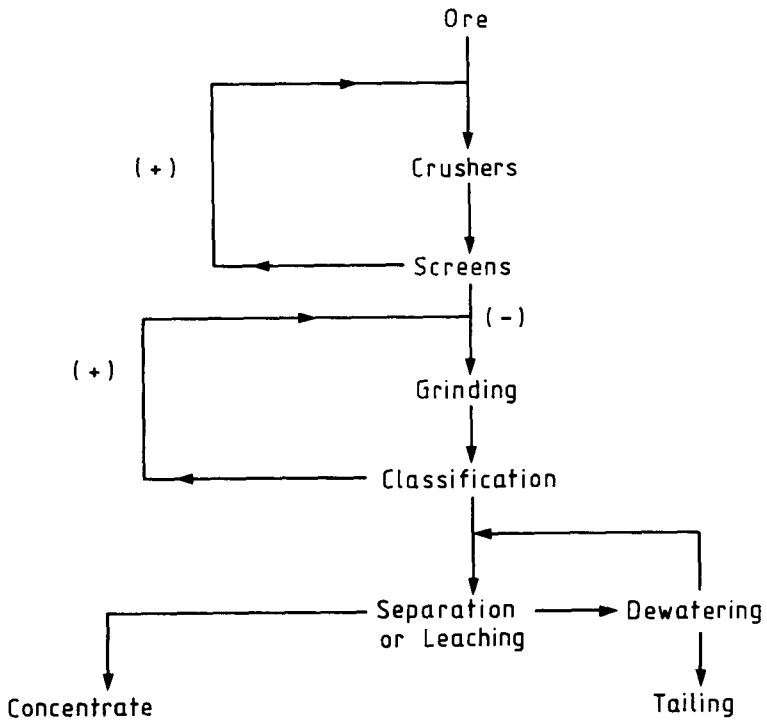 Ore
(+)
Crushers
Screens
(-)
(+)
Grinding
Classification
Separation
or Leaching
Dewatering
Concentrate
Tailing